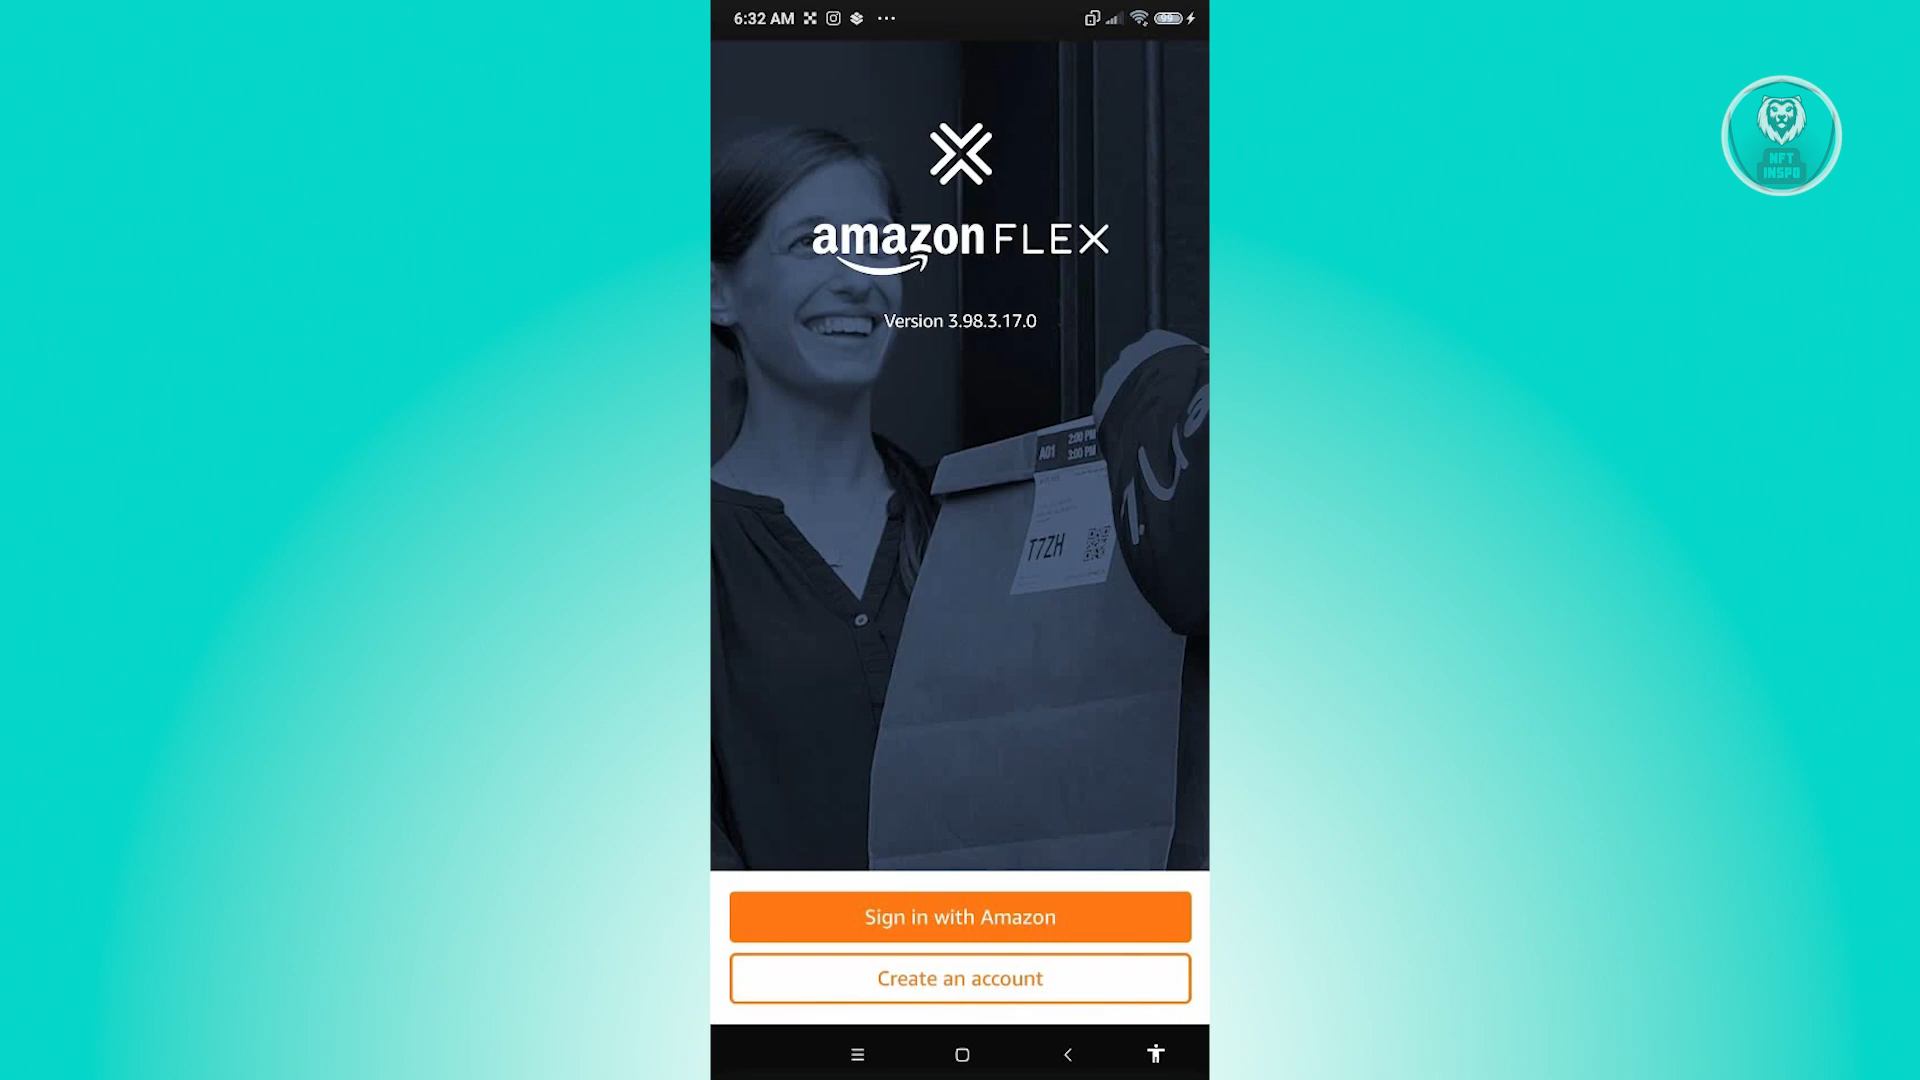 6:32 AM
99
NFT
INSPO
amazon FLEX
Version 3.98.3.17.0
2:00 PM
A01
3:00 PM
T7ZH
Sign in with Amazon
Create an account